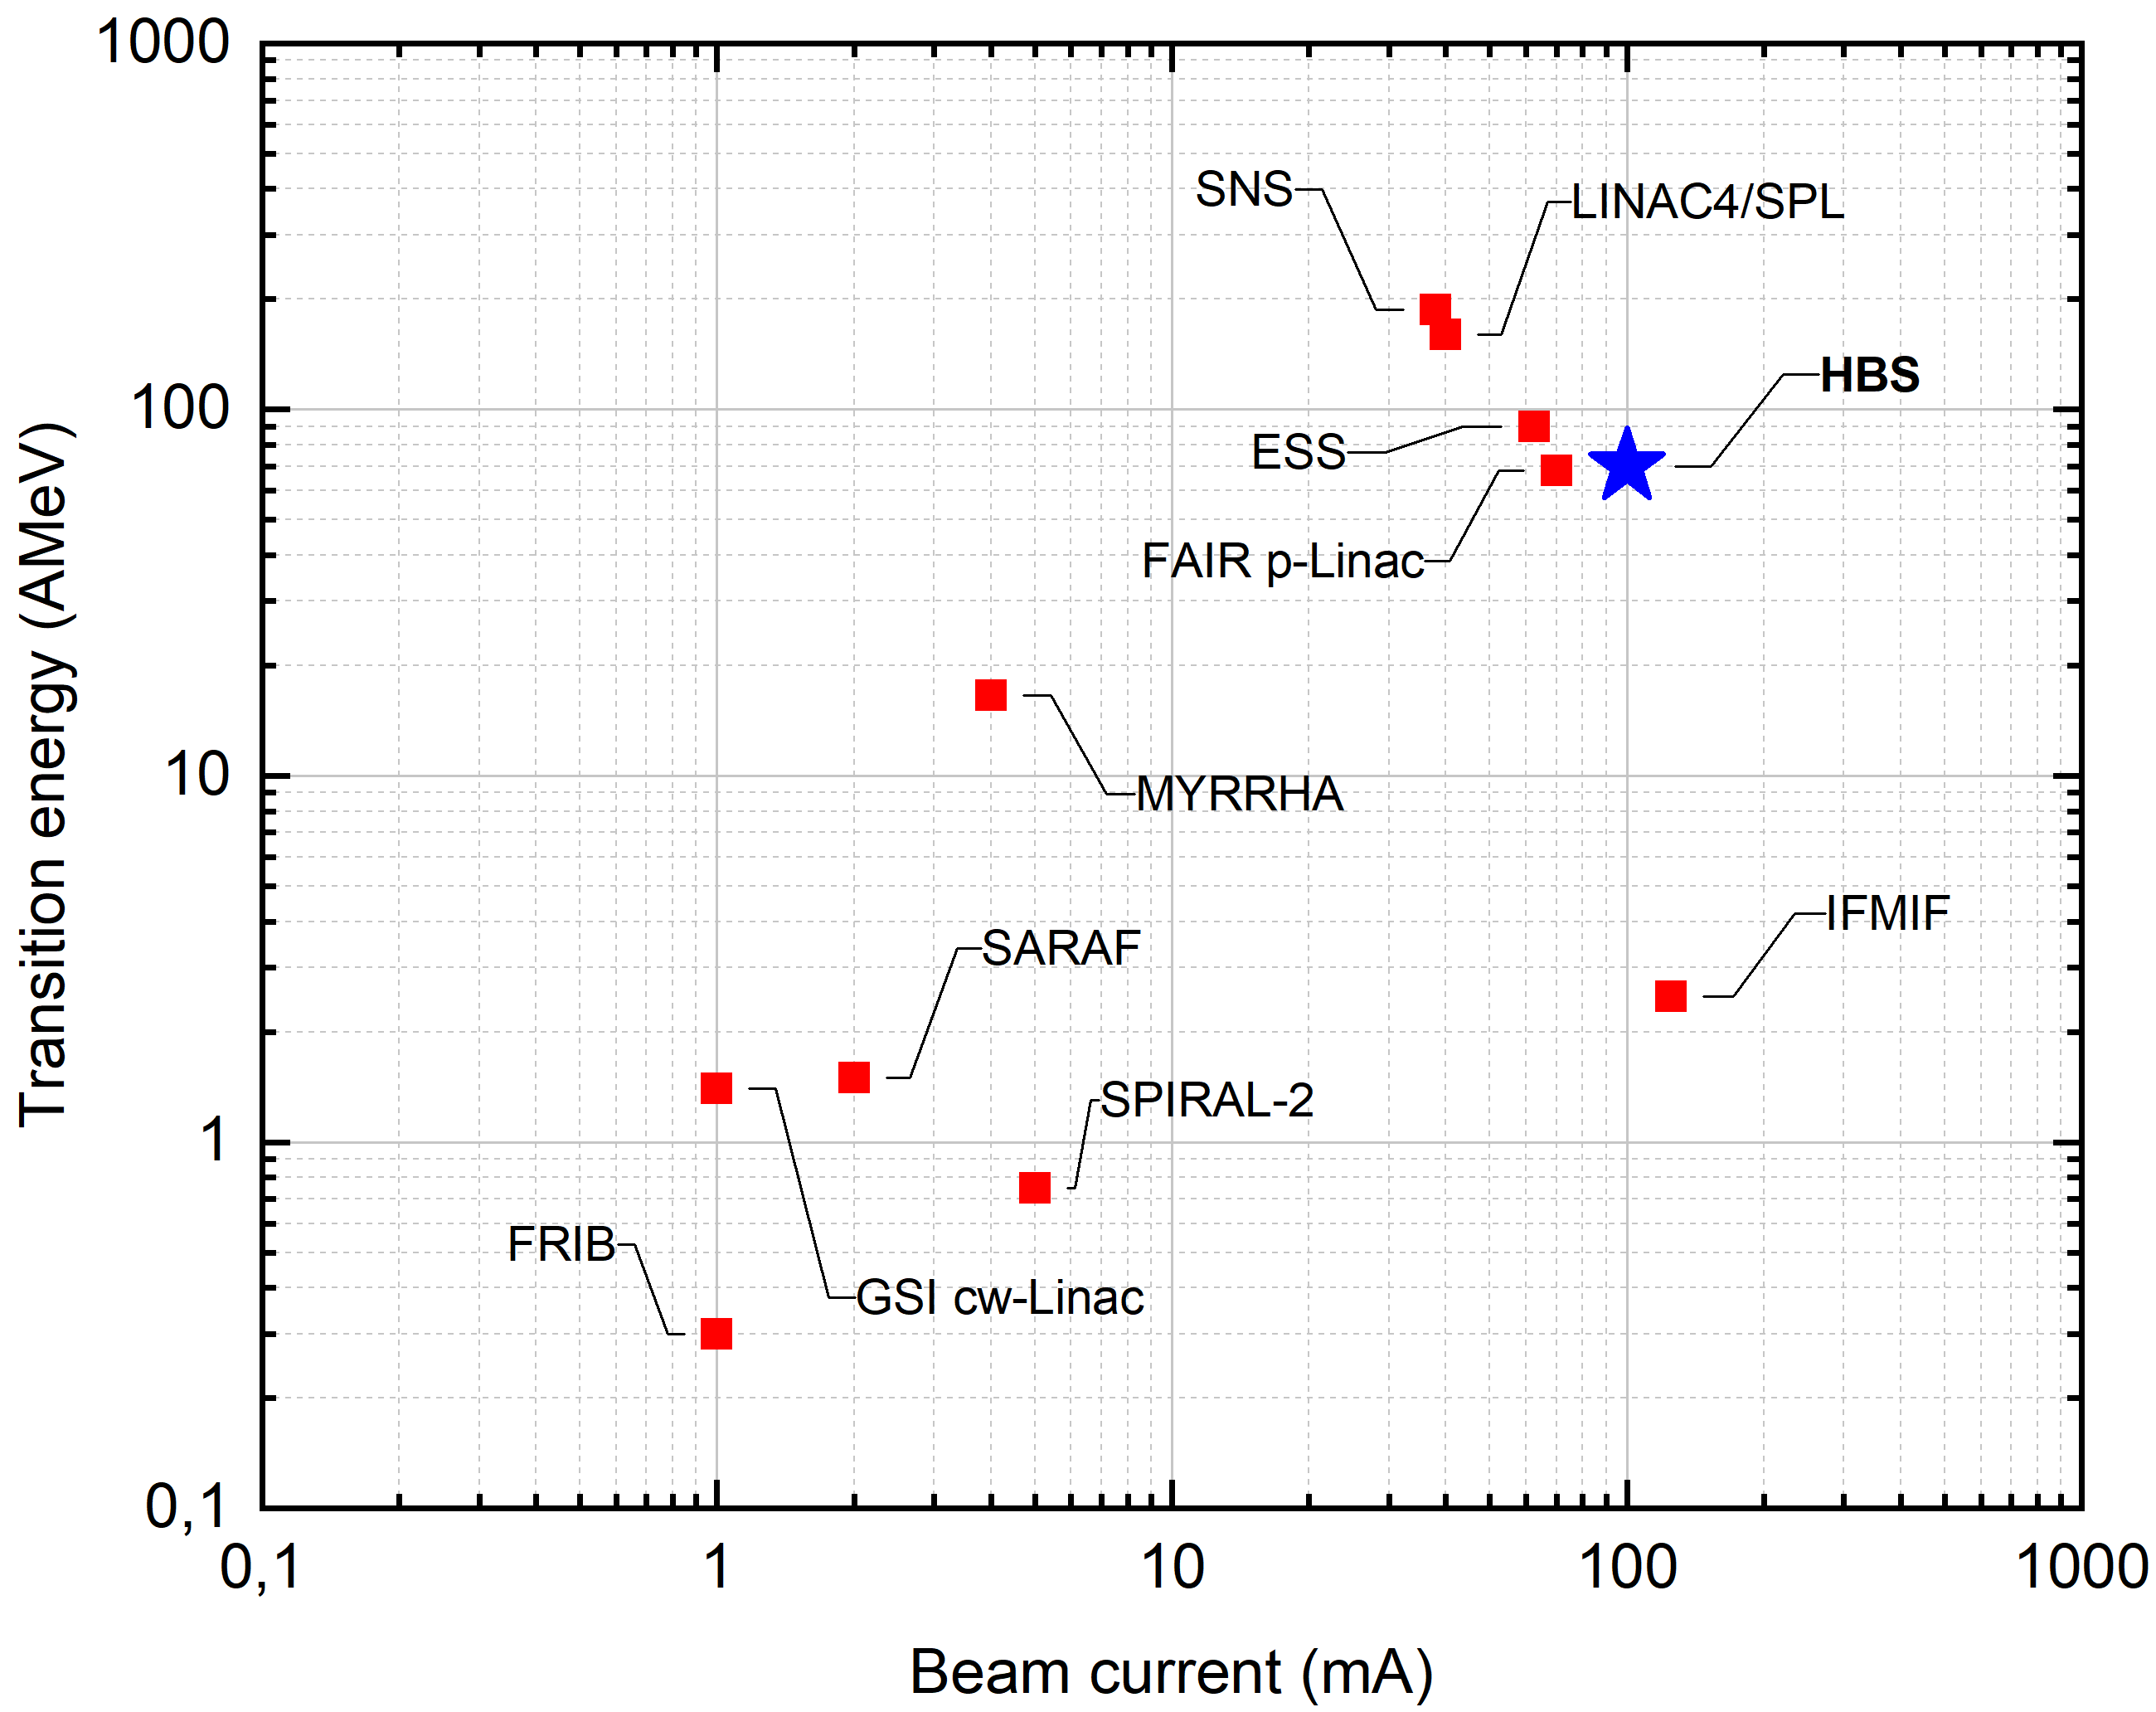 1000
SNS
LINAC4/SPL
HBS
100
ESS
FAIR p-Linac
Transition energy (AMeV)
10
MYRRHA
IFMIF
SARAF
SPIRAL-2
1
FRIB
GSI cw-Linac
0,1
0,1 1 10 100 1000
Beam current (mA)